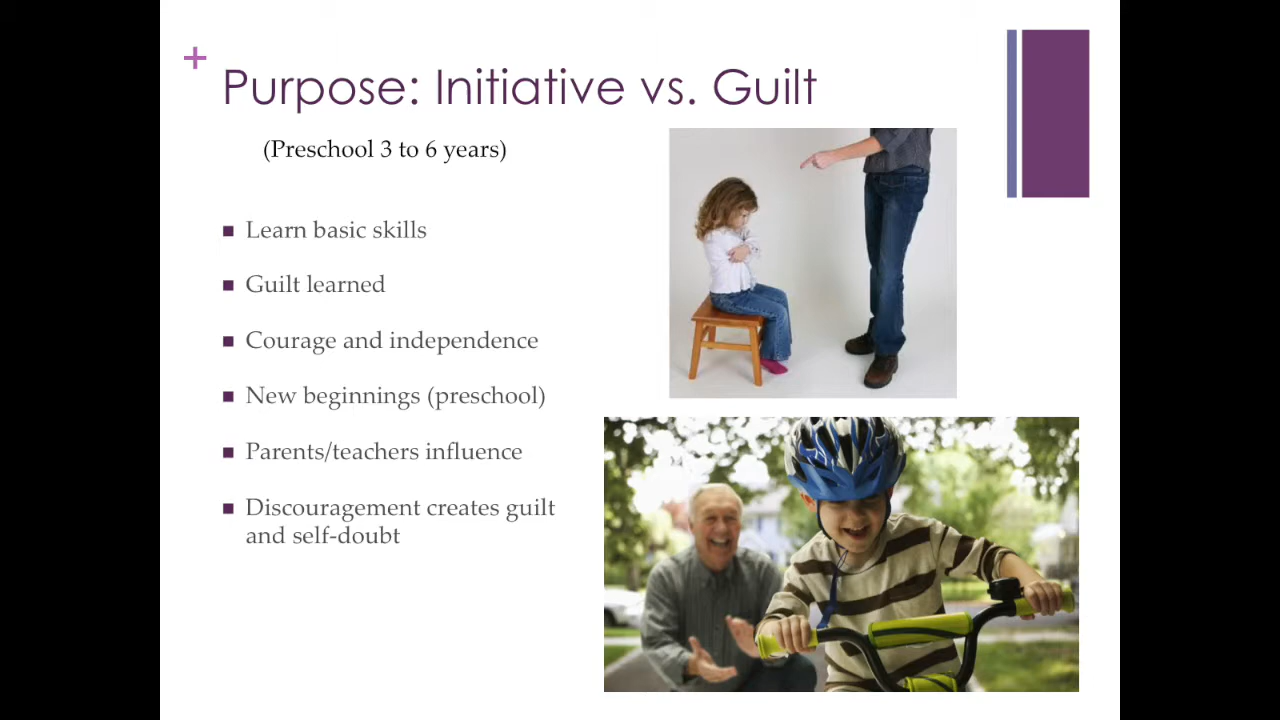 +
Purpose: Initiative vs. Guilt
(Preschool 3 to 6 years)
■ Learn basic skills
■ Guilt learned
■ Courage and independence
■ New beginnings (preschool)
■ Parents/teachers influence
■ Discouragement creates guilt
and self-doubt